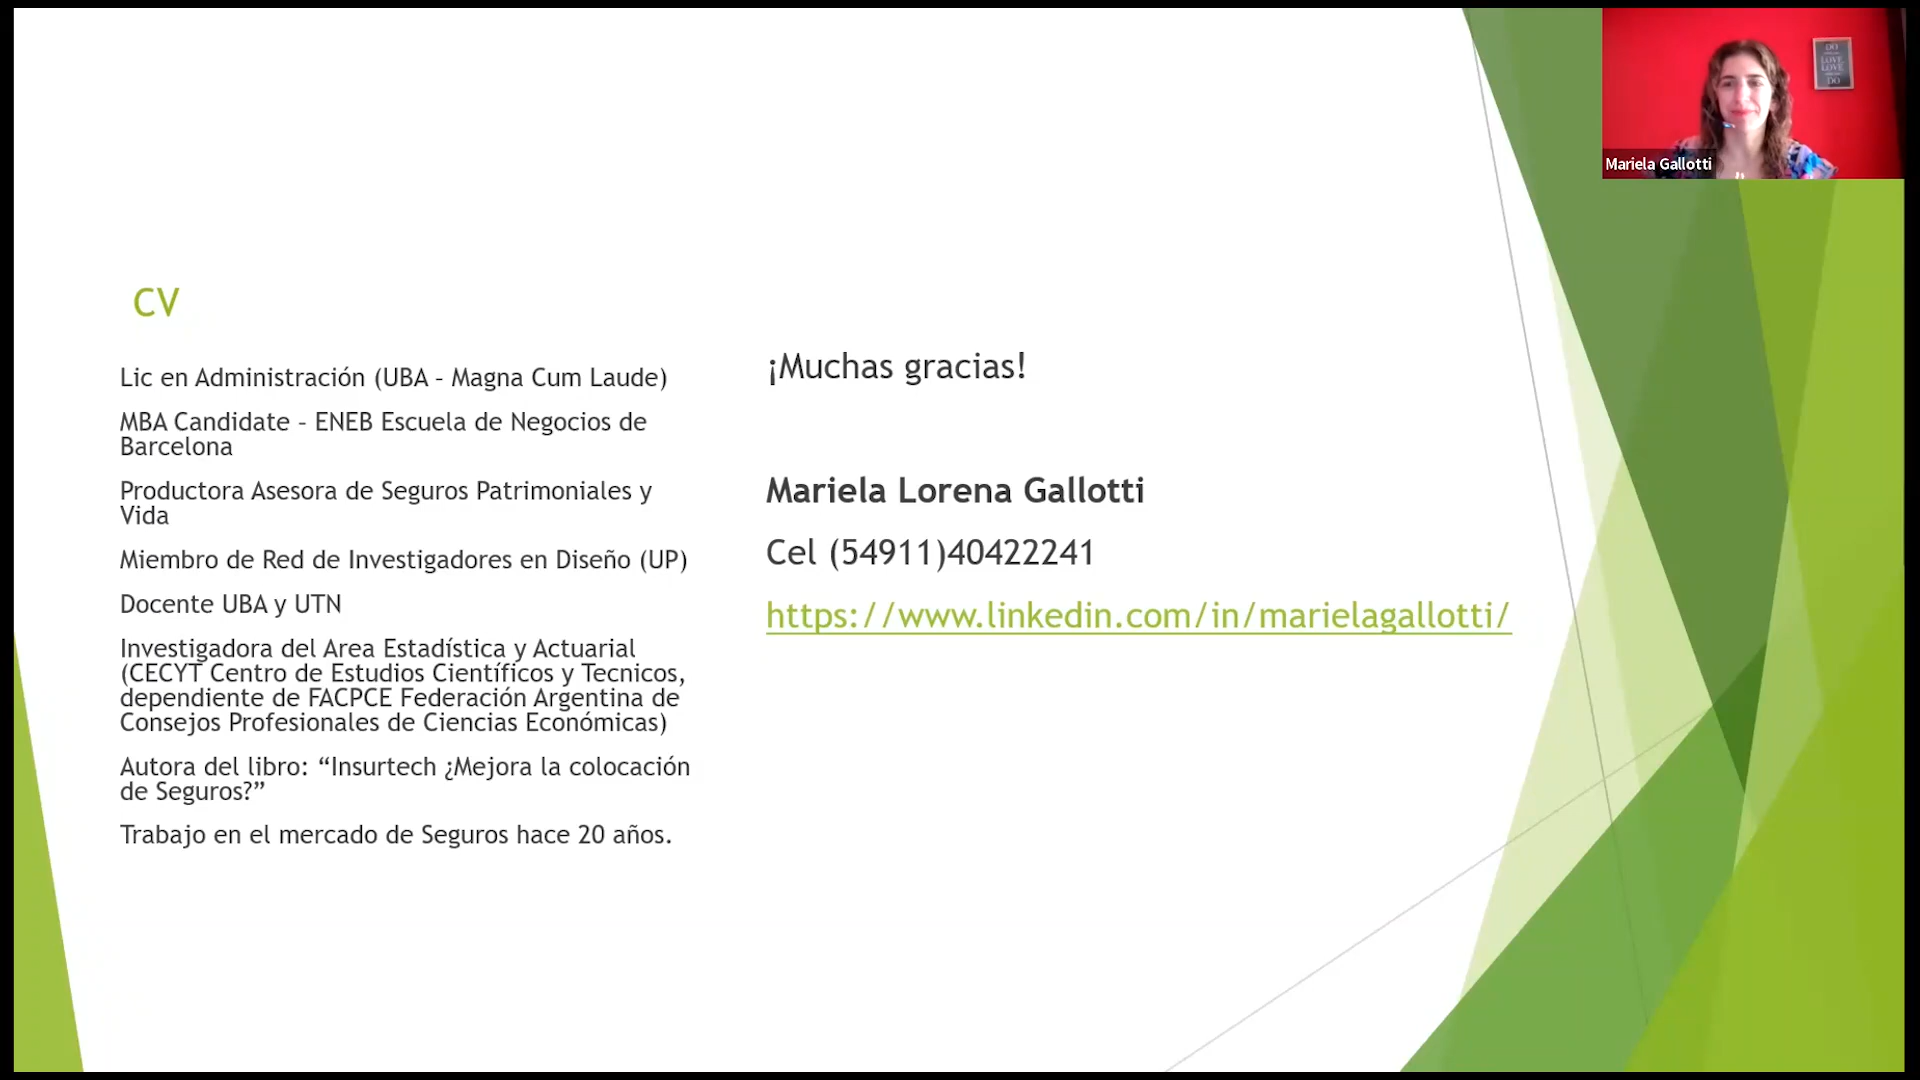 CV
Lic en Administración (UBA – Magna Cum Laude)
MBA Candidate – ENEB Escuela de Negocios de
Barcelona
Productora Asesora de Seguros Patrimoniales y
Vida
Miembro de Red de Investigadores en Diseño (UP)
Docente UBA y UTN
Investigadora del Area Estadística y Actuarial
(CECYT Centro de Estudios Científicos y Tecnicos,
dependiente de FACPCE Federación Argentina de
Consejos Profesionales de Ciencias Económicas)
Autora del libro: “Insurtech ¿Mejora la colocación
de Seguros?”
Trabajo en el mercado de Seguros hace 20 años.
¡Muchas gracias!
Mariela Lorena Gallotti
Cel (54911)40422241
https://www.linkedin.com/in/marielagallotti/
DO
LOVE
LOVE
DO
Mariela Gallotti